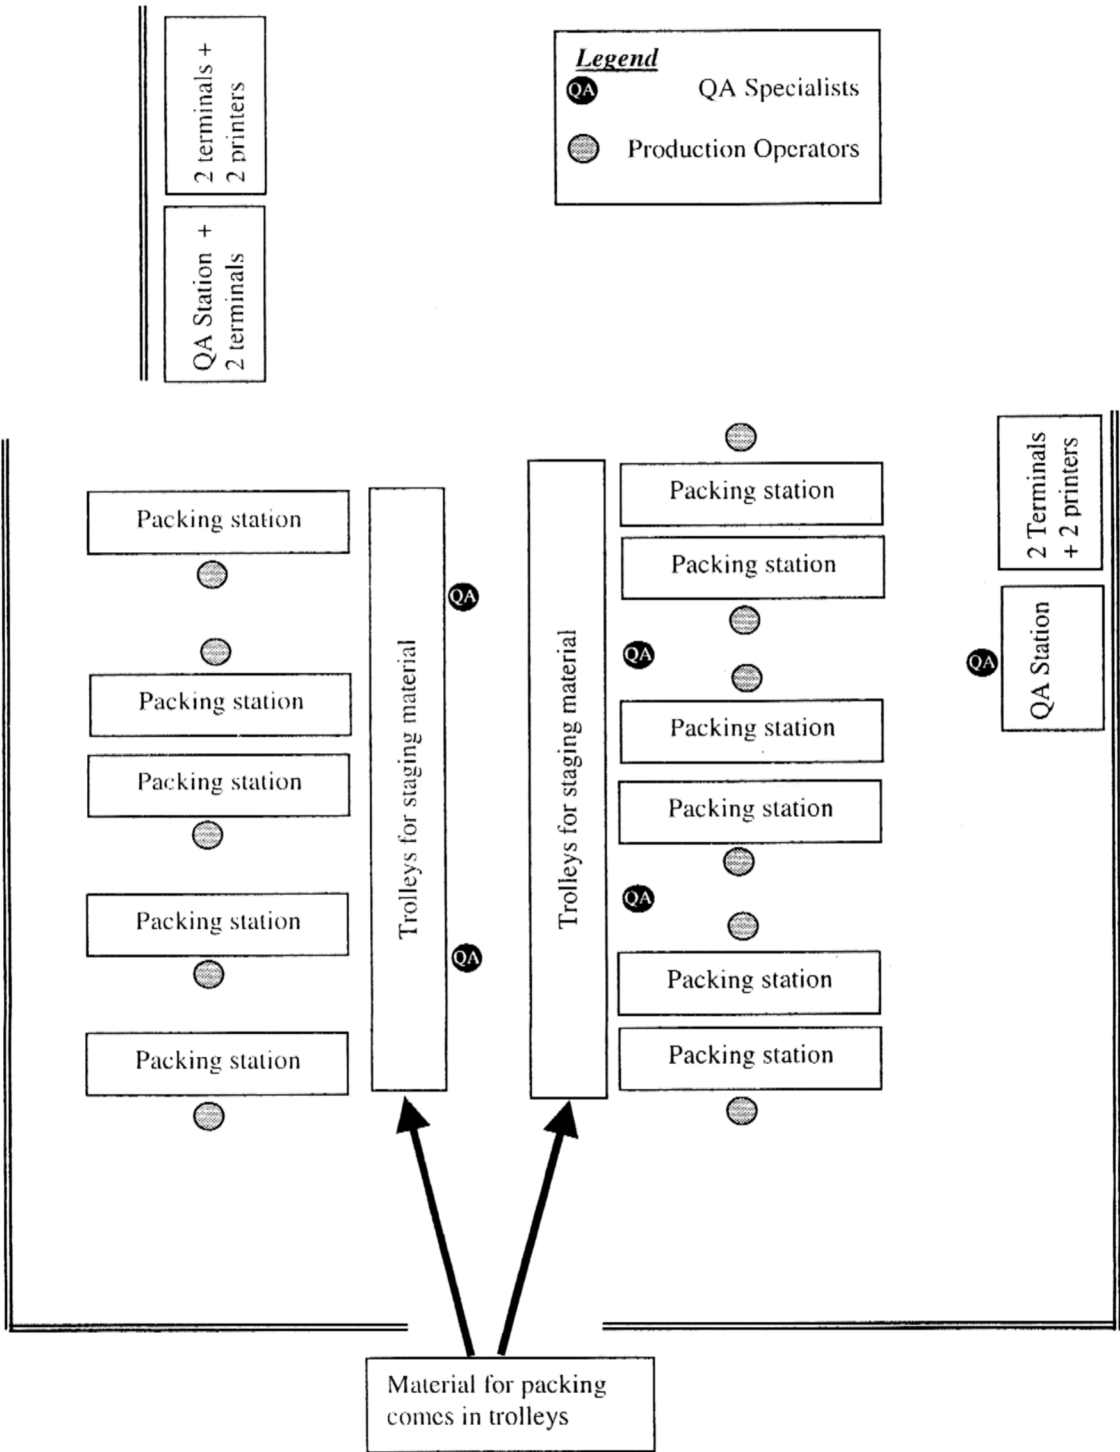 2 terminals +
2 printers
QA Station +
2 terminals
Legend
QA QA Specialists
Production Operators
2 Terminals
+ 2 printers
QA Station
QA
Packing station
Packing station
Packing station
Packing station
Packing station
Trolleys for staging material
QA
QA
Trolleys for staging material
Packing station
Packing station
QA
Packing station
Packing station
QA
Packing station
Packing station
Material for packing
comes in trolleys